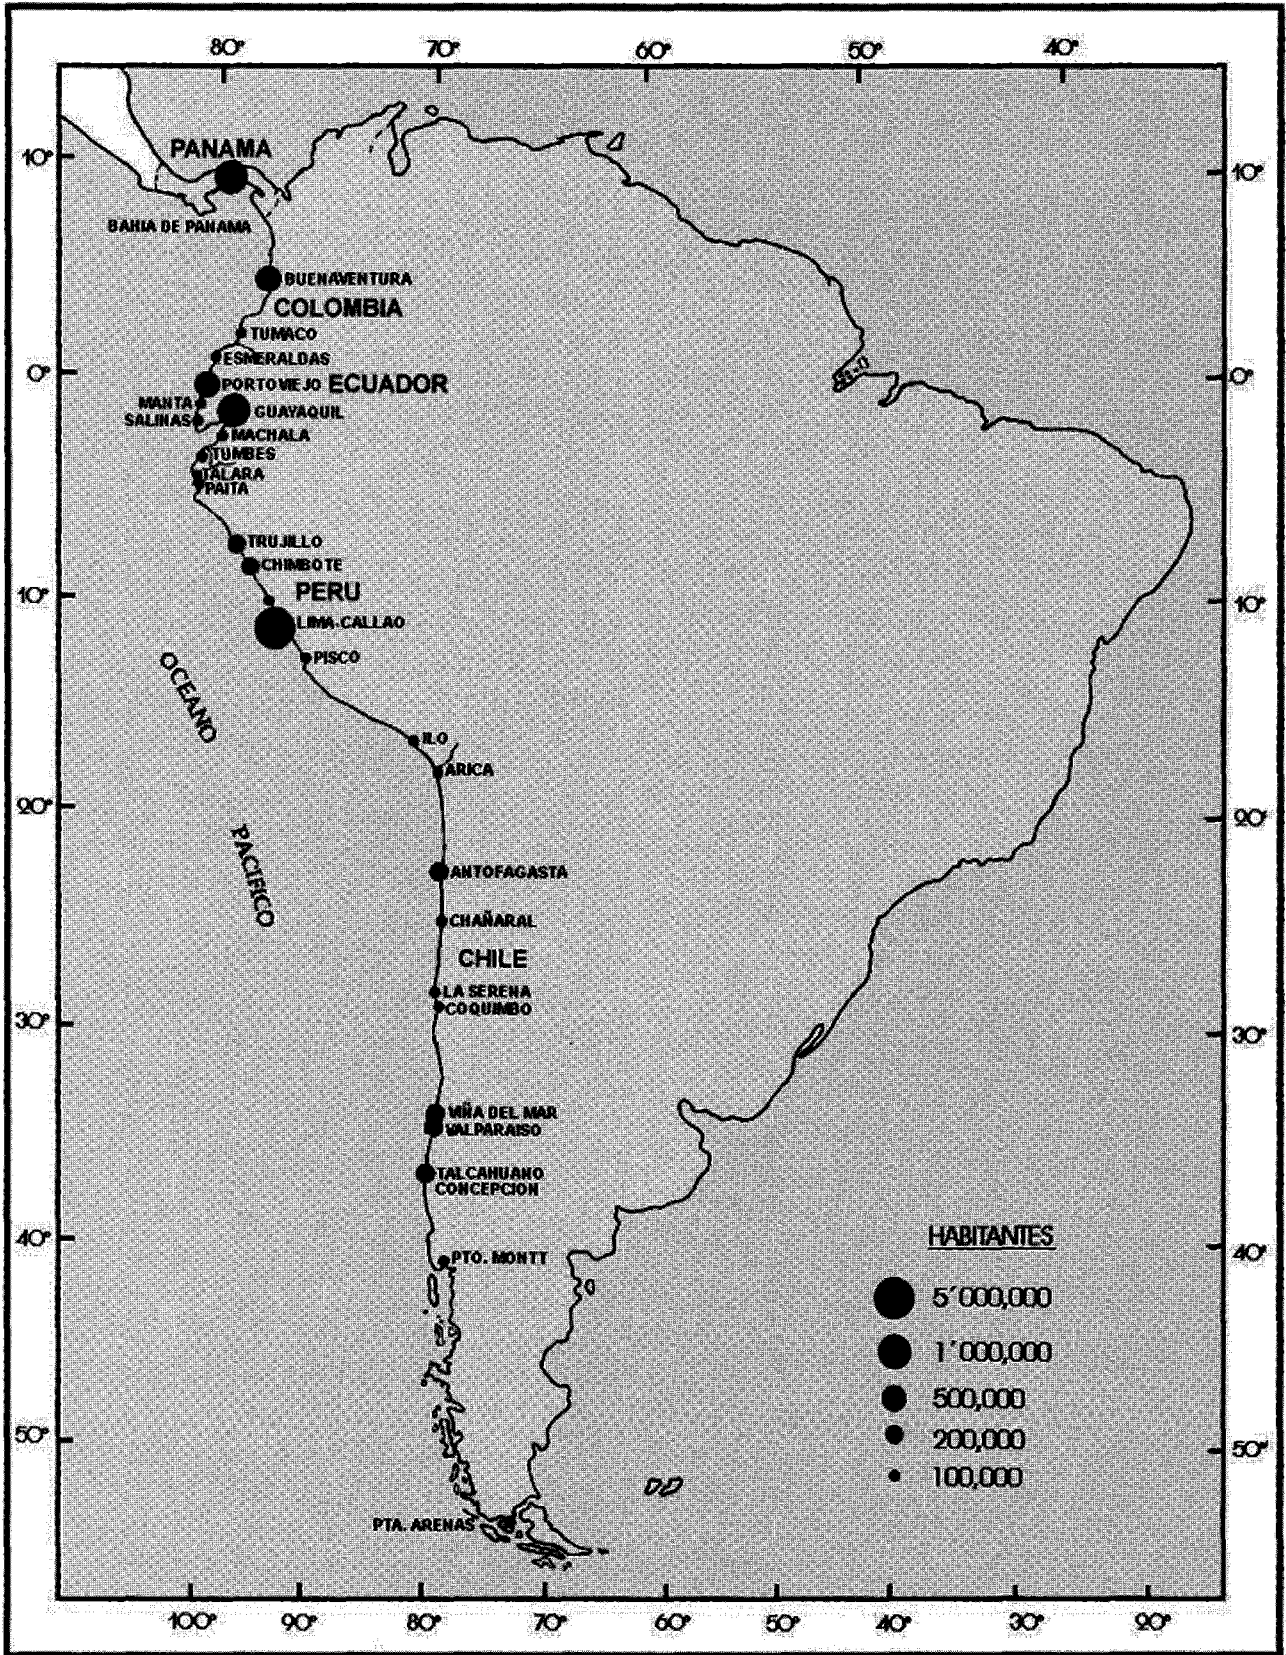 80° 70° 60° 50° 40°
10° 10°
PANAMA
BAHIA DE PANAMA
BUENAVENTURA
COLOMBIA
TUMACO
ESMERALDAS
0° 0°
PORTOVIEJO ECUADOR
MANTA
GUAYAQUIL
SALINAS
MACHALA
TUMBES
TALARA
PAITA
TRUJILLO
CHIMBOTE
10° PERU 10°
LIMA-CALLAO
PISCO
OCEANO
ILO
ARICA
20° 20°
PACIFICO
ANTOFAGASTA
CHAÑARAL
CHILE
LA SERENA
COQUIMBO
30° 30°
VIÑA DEL MAR
VALPARAISO
TALCAHUANO
CONCEPCION
40° 40°
PTO. MONTT
HABITANTES
5'000,000
1'000,000
500,000
200,000
50° 50°
100,000
PTA. ARENAS
100° 90° 80° 70° 60° 50° 40° 30° 20°